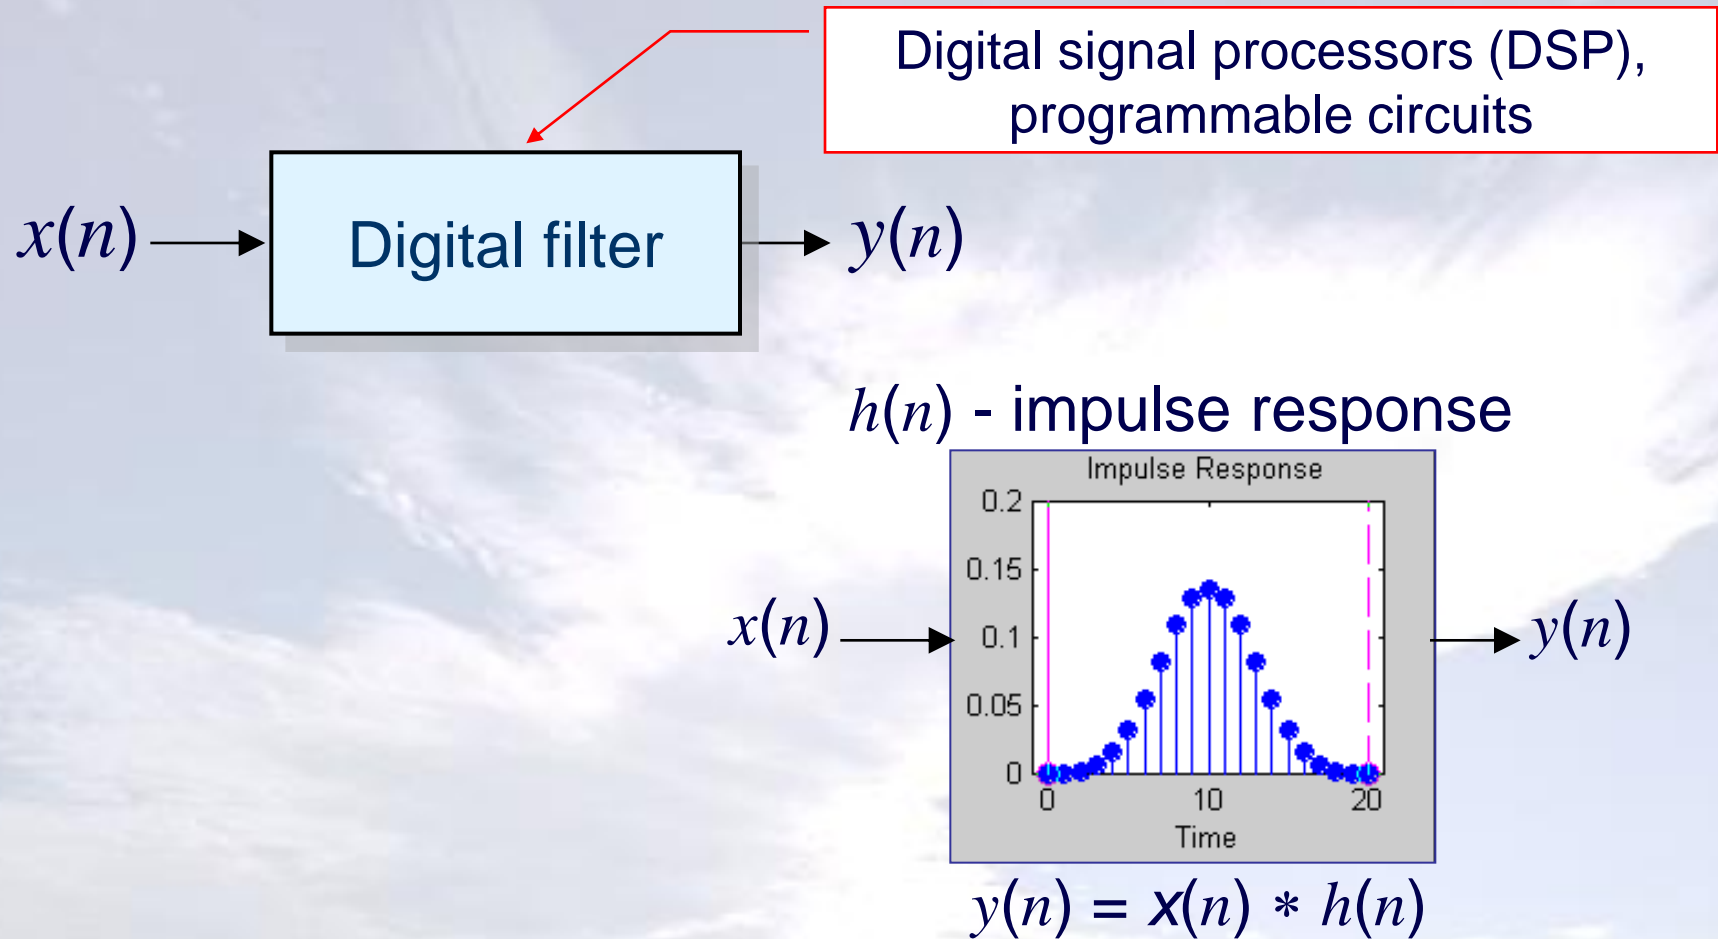 Digital signal processors (DSP),
programmable circuits
x(n)
Digital filter
y(n)
h(n) - impulse response
Impulse Response
0.2
0.15
0.1
0.05
0
0 10 20
Time
x(n)
y(n)
y(n) = x(n) * h(n)